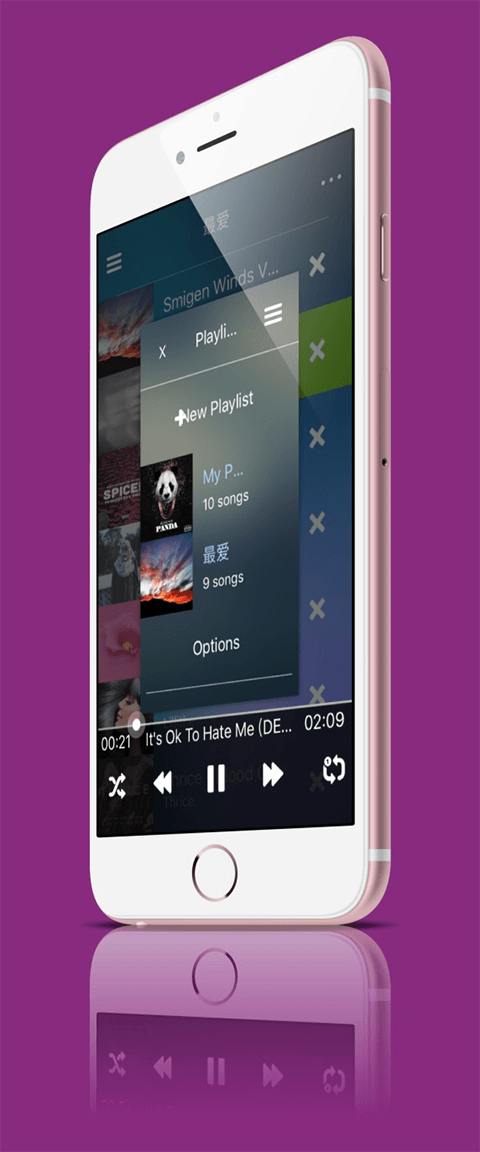 最爱
Smigen Winds V...
X
Playli...
New Playlist
SPICE
My P...
10 songs
PANDA
最爱
9 songs
Options
00:21
It's Ok To Hate Me (DE...
02:09
Thrice